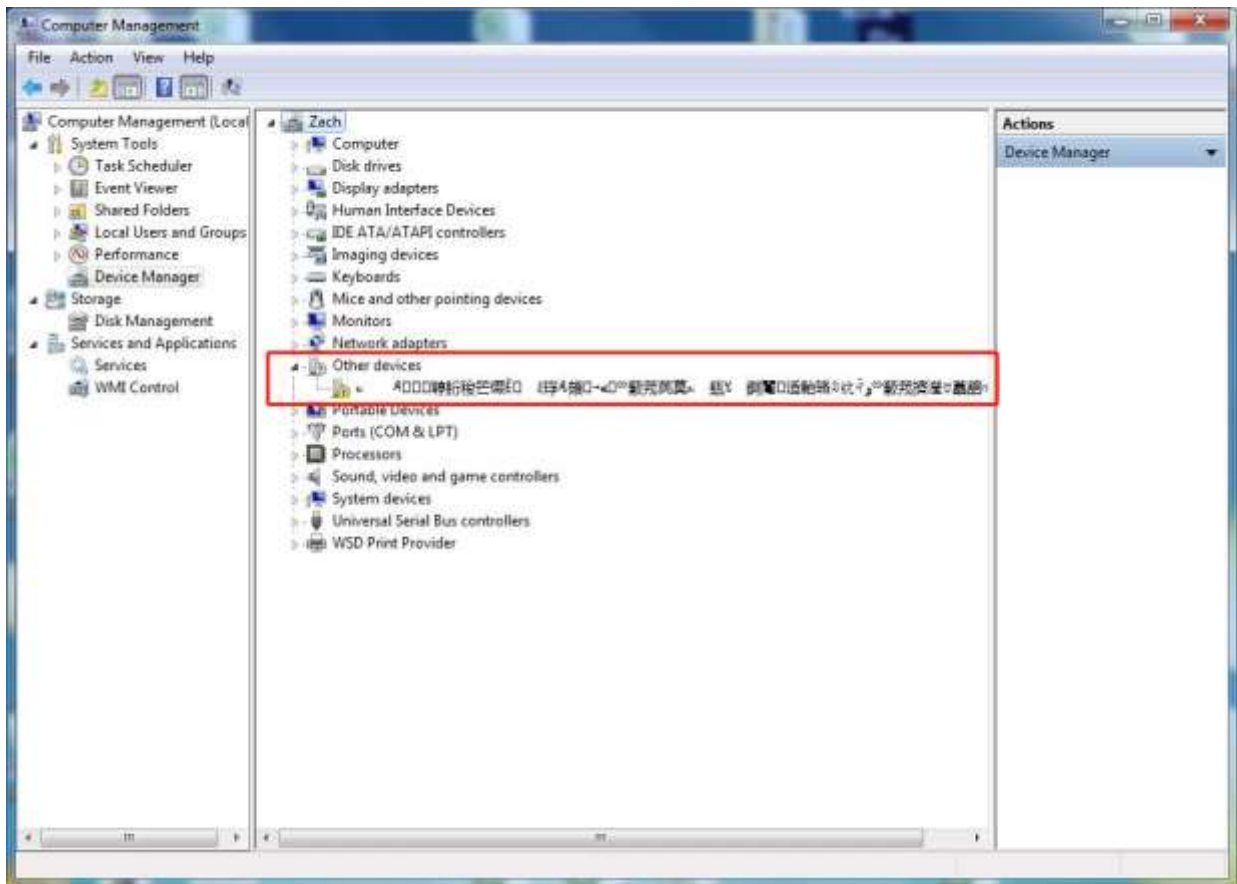 Computer Management
File Action View Help
Computer Management (Local
System Tools
Task Scheduler
Event Viewer
Shared Folders
Local Users and Groups
Performance
Device Manager
Storage
Disk Management
Services and Applications
Services
WMI Control
Zach
Computer
Disk drives
Display adapters
Human Interface Devices
IDE ATA/ATAPI controllers
Imaging devices
Keyboards
Mice and other pointing devices
Monitors
Network adapters
Other devices
Portable Devices
Ports (COM & LPT)
Processors
Sound, video and game controllers
System devices
Universal Serial Bus controllers
WSD Print Provider
Actions
Device Manager